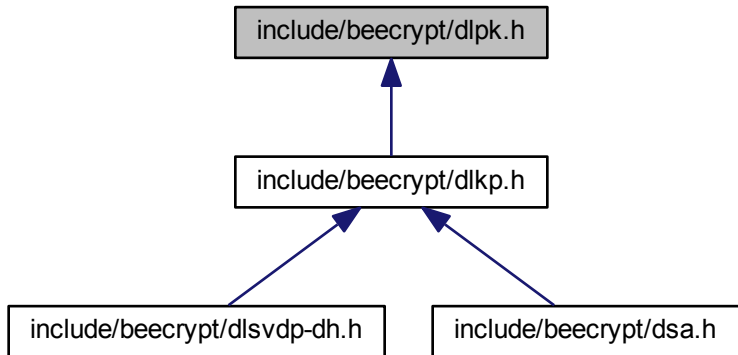 include/beecrypt/dlpk.h
include/beecrypt/dlkp.h
include/beecrypt/dlsvdp-dh.h
include/beecrypt/dsa.h